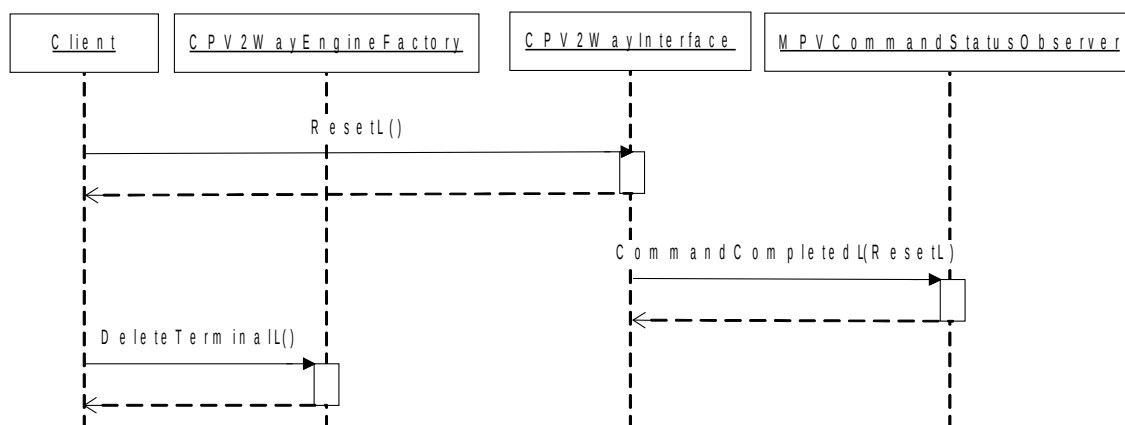 Client
CPV2WayEngineFactory
CPV2WayInterface
MPVCommandStatusObserver
ResetL()
CommandCompletedL(ResetL)
DeleteTerminalL()